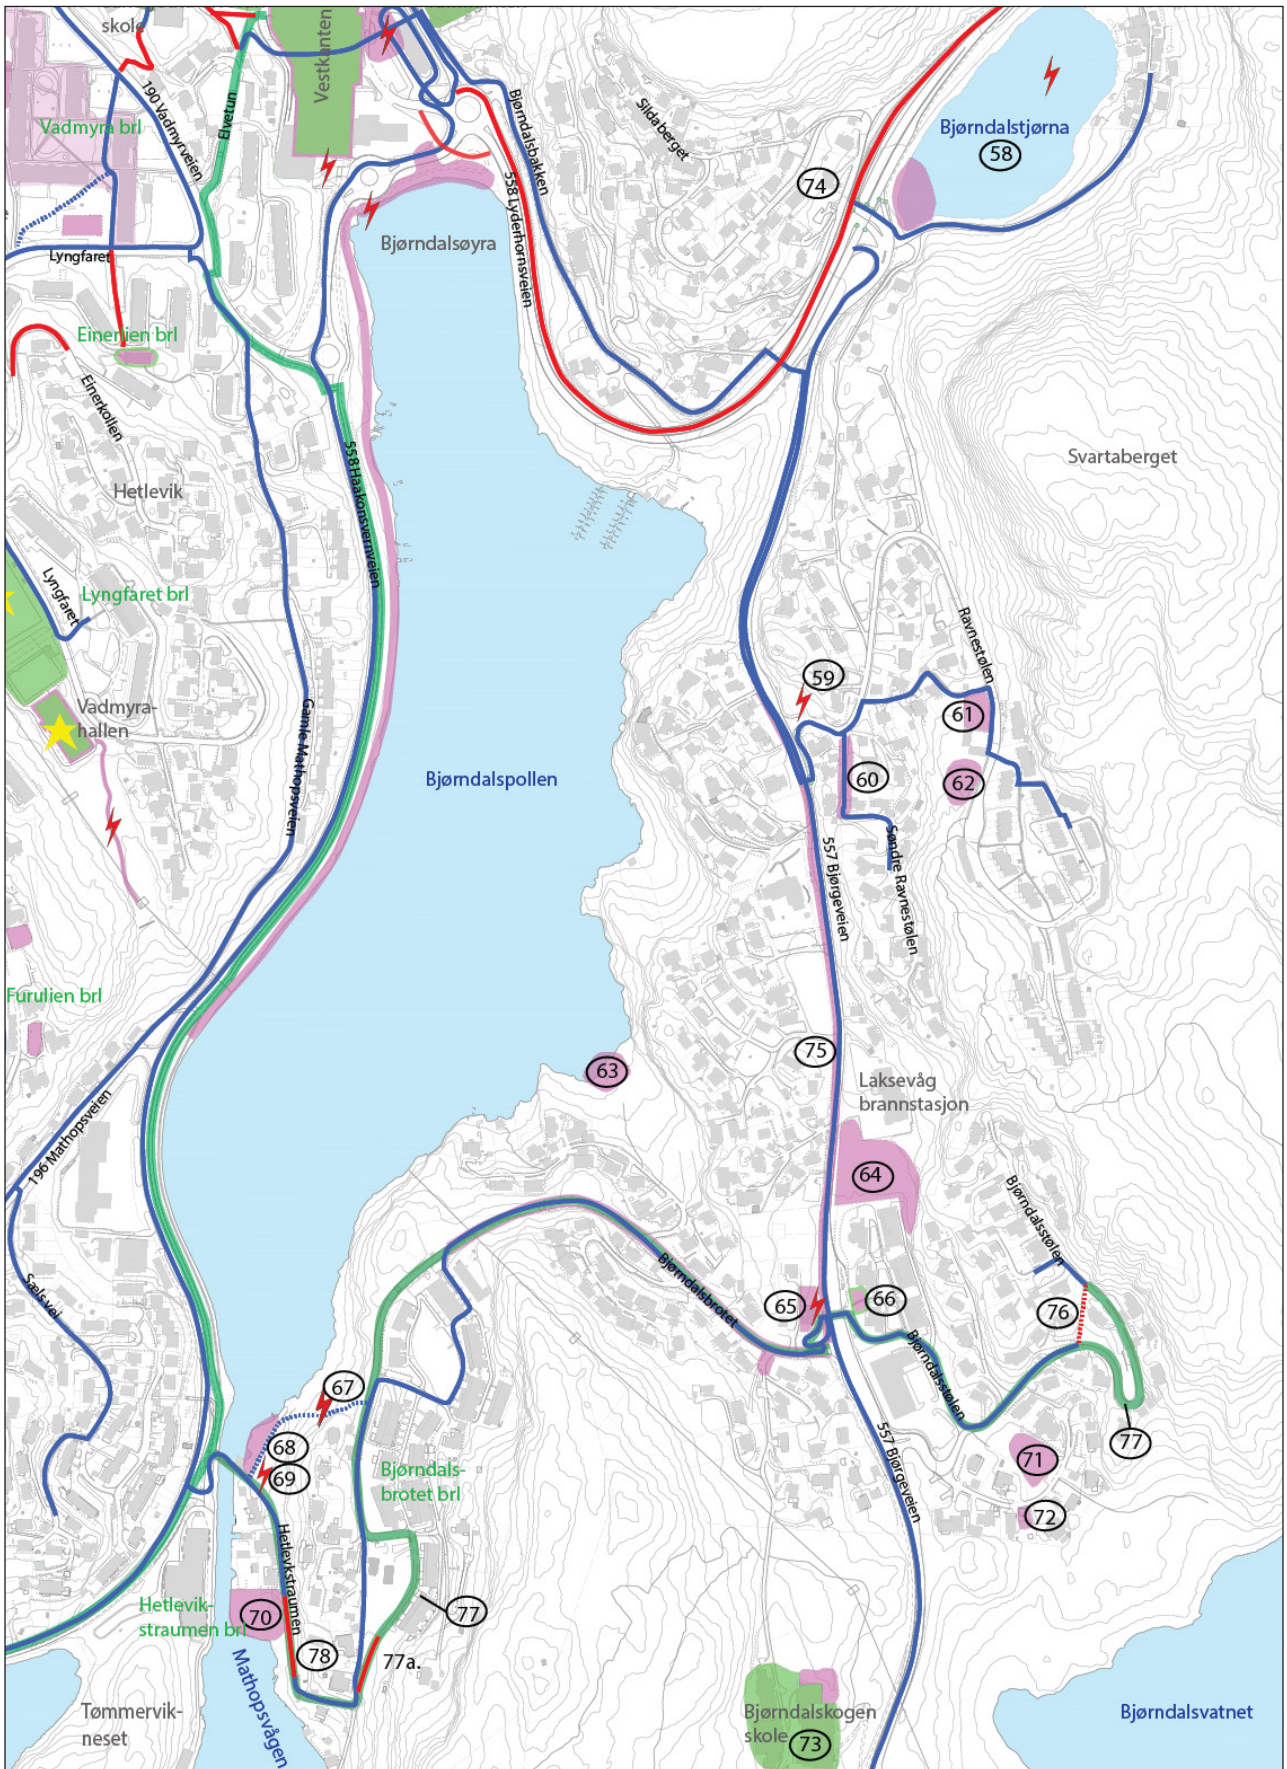 skole
Vestkanten
Vadmyra brl
190 Vadmyrveien
Elvetun
Bjørndalsbakken
Sildaberget
Bjørndalstjørna
58
74
558 Lyderhornsveien
Bjørndalsøyra
Lyngfaret
Einerlien brl
Einerkollen
558 Haakonsvernveien
Svartaberget
Hetlevik
Lyngfaret
Lyngfaret brl
Ravnestølen
59
61
Vadmyra-
hallen
Gamle Mathopsveien
Bjørndalspollen
60
62
557 Bjørgeveien
Søndre Ravnestølen
Furulien brl
75
63
Laksevåg
brannstasjon
196 Mathopsveien
64
Bjørndalsstølen
Sælsvei
Bjørndalsbrotet
65
66
76
Bjørndalsstølen
67
68
69
77
71
Bjørndals-
brotet brl
557 Bjørgeveien
72
Hetlevkstraumen
Hetlevik-
straumen brl
70
77
78
77a.
Mathopsvågen
Tømmervik-
neset
Bjørndalskogen
skole
73
Bjørndalsvatnet